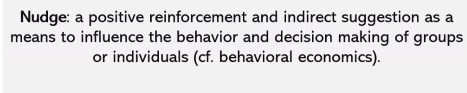 Nudge: a positive reinforcement and indirect suggestion as a
means to influence the behavior and decision making of groups
or individuals (cf. behavioral economics).